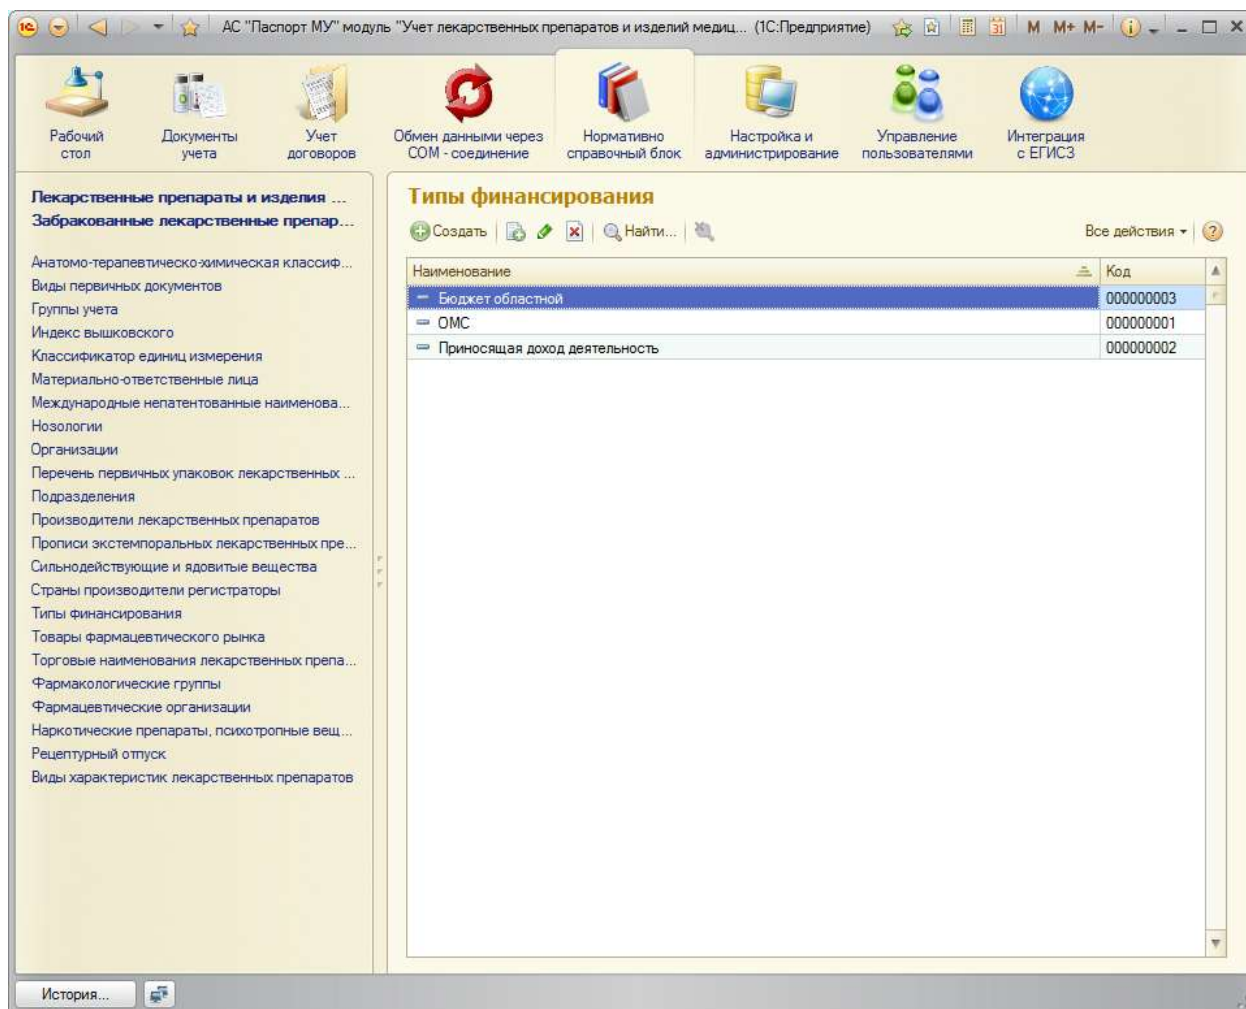 АС "Паспорт МУ" модуль "Учет лекарственных препаратов и изделий медиц... (1С:Предприятие)
31 M M+ M-
Рабочий стол
Документы учета
Учет договоров
Обмен данными через COM - соединение
Нормативно справочный блок
Настройка и администрирование
Управление пользователями
Интеграция с ЕГИСЗ
Лекарственные препараты и изделия ...
Забракованные лекарственные препар...
Анатомо-терапевтическо-химическая классиф...
Виды первичных документов
Группы учета
Индекс вышковского
Классификатор единиц измерения
Материально-ответственные лица
Международные непатентованные наименова...
Нозологии
Организации
Перечень первичных упаковок лекарственных ...
Подразделения
Производители лекарственных препаратов
Прописи экстемпоральных лекарственных пре...
Сильнодействующие и ядовитые вещества
Страны производители регистраторы
Типы финансирования
Товары фармацевтического рынка
Торговые наименования лекарственных препа...
Фармакологические группы
Фармацевтические организации
Наркотические препараты, психотропные вещ...
Рецептурный отпуск
Виды характеристик лекарственных препаратов
Типы финансирования
Создать Найти... Все действия
Наименование Код
Бюджет областной 000000003
ОМС 000000001
Приносящая доход деятельность 000000002
История...